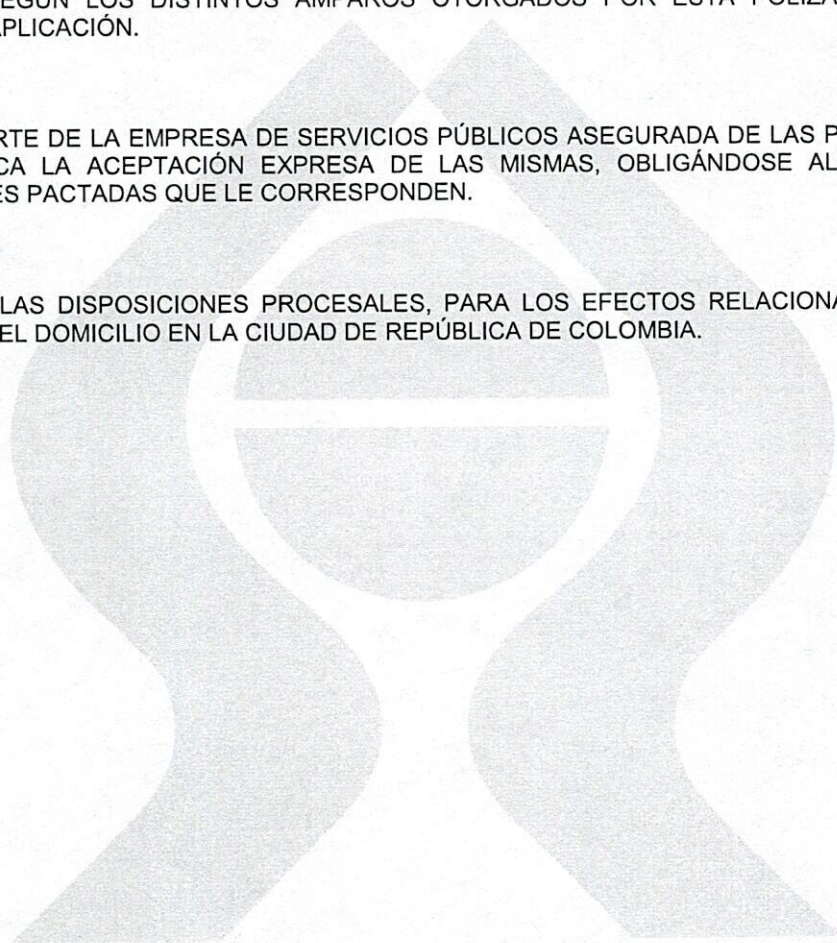 SEGÚN LOS DISTINTOS AMPAROS OTORGADOS POR ESTA PÓLIZA
APLICACIÓN.
RTE DE LA EMPRESA DE SERVICIOS PÚBLICOS ASEGURADA DE LAS P
CA LA ACEPTACIÓN EXPRESA DE LAS MISMAS, OBLIGÁNDOSE AL
ES PACTADAS QUE LE CORRESPONDEN.
LAS DISPOSICIONES PROCESALES, PARA LOS EFECTOS RELACIONA
EL DOMICILIO EN LA CIUDAD DE REPÚBLICA DE COLOMBIA.